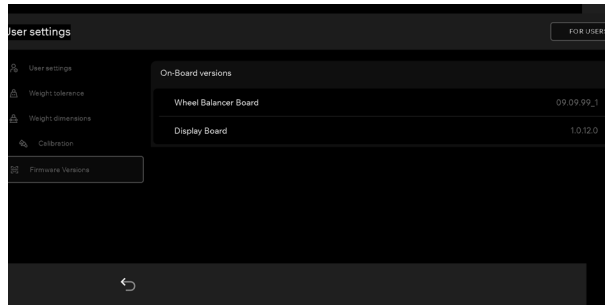 User settings
FOR USERS
User settings
Weight tolerance
Weight dimensions
Calibration
Firmware Versions
On-Board versions
Wheel Balancer Board
09.09.99_1
Display Board
1.0.12.0